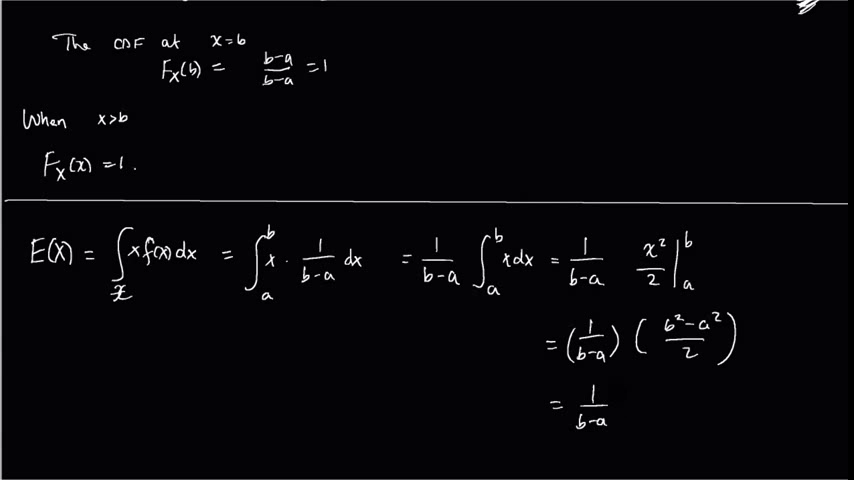 The CDF at x=b
F_X(b) = \frac{b-a}{b-a} = 1
When x>b
F_X(x) = 1.
E(X) = \int_{\mathcal{X}} x f(x) dx = \int_a^b x \cdot \frac{1}{b-a} dx = \frac{1}{b-a} \int_a^b x dx = \frac{1}{b-a} \frac{x^2}{2} \Big|_a^b
= \left( \frac{1}{b-a} \right) \left( \frac{b^2-a^2}{2} \right)
= \frac{1}{b-a}